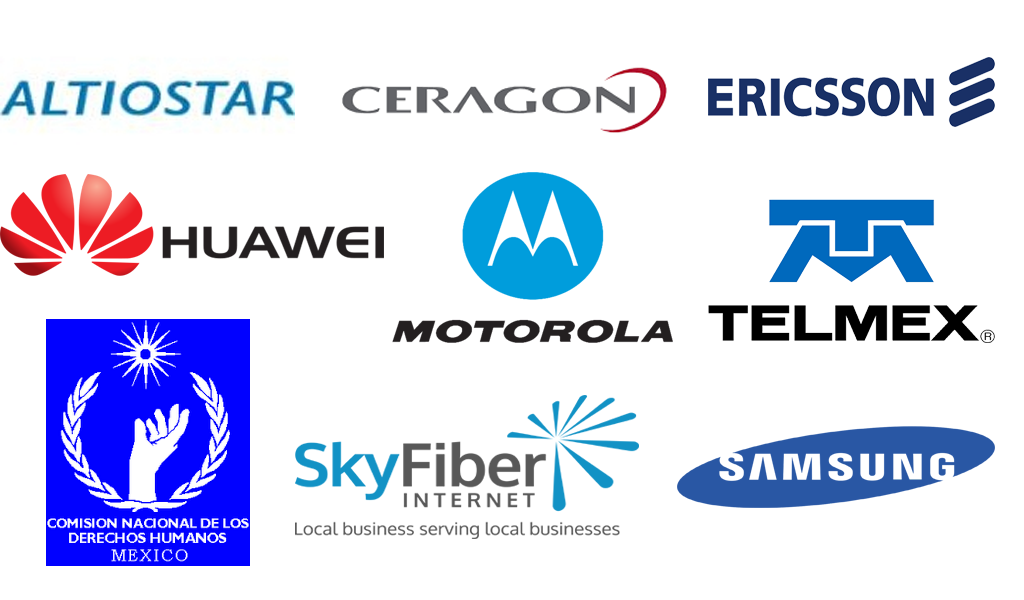 ALTIOSTAR
CERAGON
ERICSSON
HUAWEI
MOTOROLA
TELMEX®
COMISION NACIONAL DE LOS
DERECHOS HUMANOS
MEXICO
SkyFiber
INTERNET
Local business serving local businesses
SAMSUNG